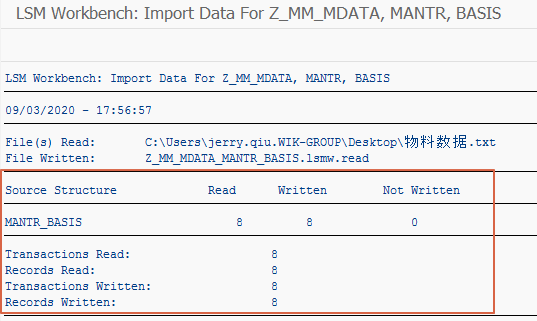 LSM Workbench: Import Data For Z_MM_MDATA, MANTR, BASIS
LSM Workbench: Import Data For Z_MM_MDATA, MANTR, BASIS
09/03/2020 - 17:56:57
File(s) Read: C:\Users\jerry.qiu.WIK-GROUP\Desktop\物料数据.txt
File Written: Z_MM_MDATA_MANTR_BASIS.lsmw.read
Source Structure Read Written Not Written
MANTR_BASIS 8 8 0
Transactions Read: 8
Records Read: 8
Transactions Written: 8
Records Written: 8